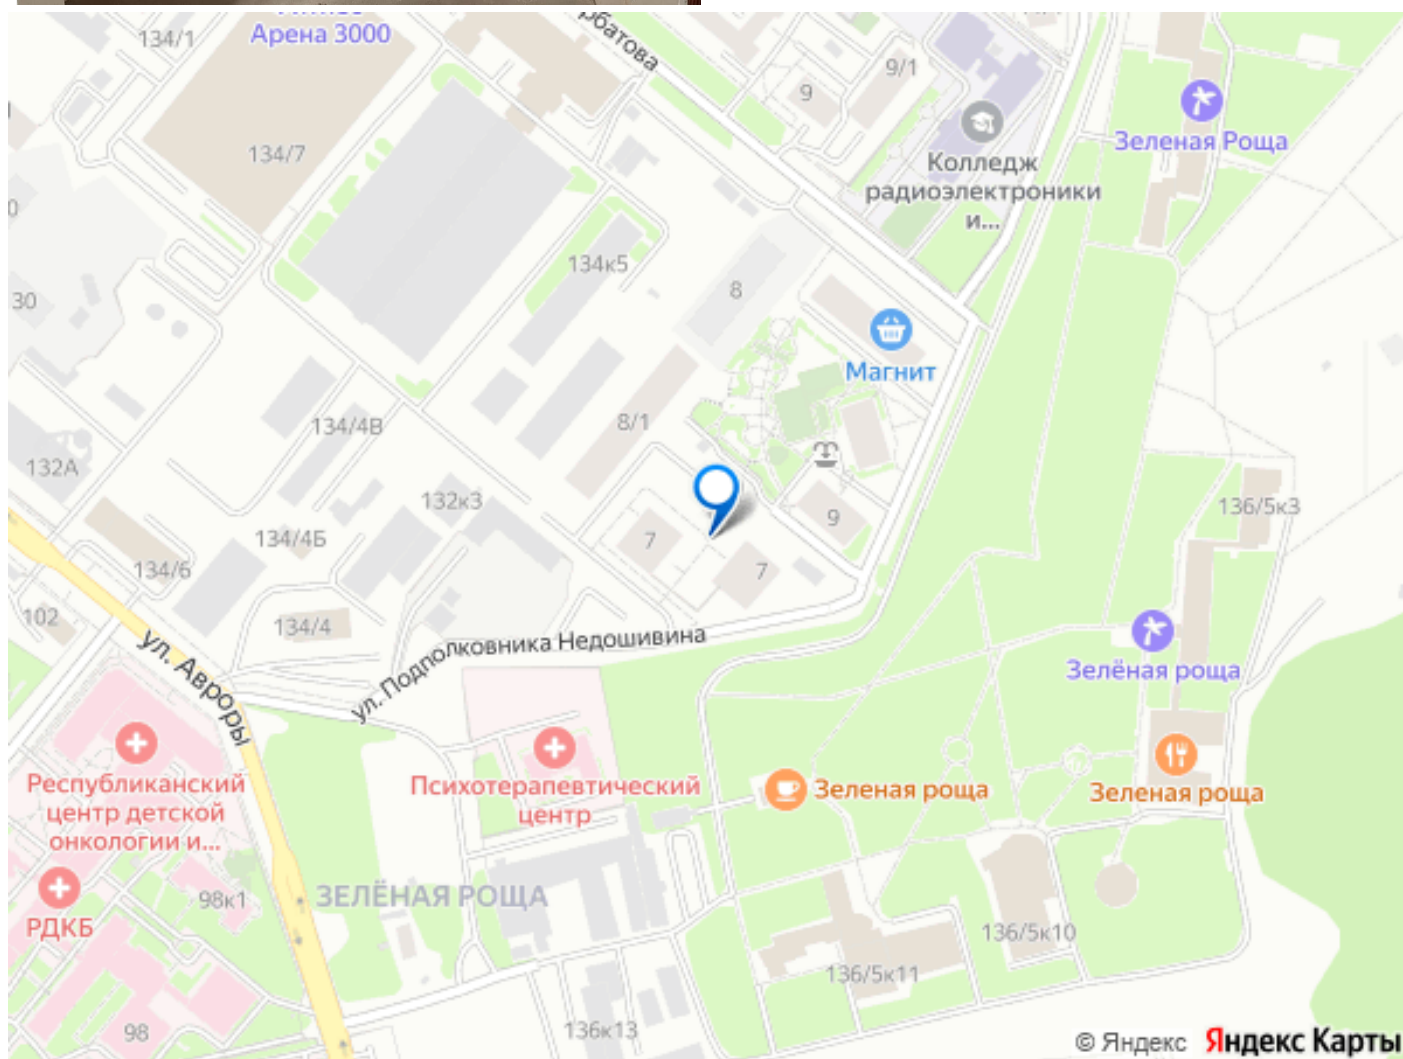 134/1
Арена 3000
рбатова
9/1
9
Зеленая Роща
134/7
Колледж
радиоэлектроники
и...
134к5
8
30
Магнит
8/1
134/4В
132А
132к3
9
136/5к3
134/4Б
7
7
134/6
102
134/4
ул. Авроры
ул. Подполковника Недошивина
Зелёная роща
Республиканский
центр детской
онкологии и...
Психотерапевтический
центр
Зеленая роща
Зеленая роща
РДКБ
98к1
ЗЕЛЁНАЯ РОЩА
136/5к10
136/5к11
98
136к13
© Яндекс Яндекс Карты